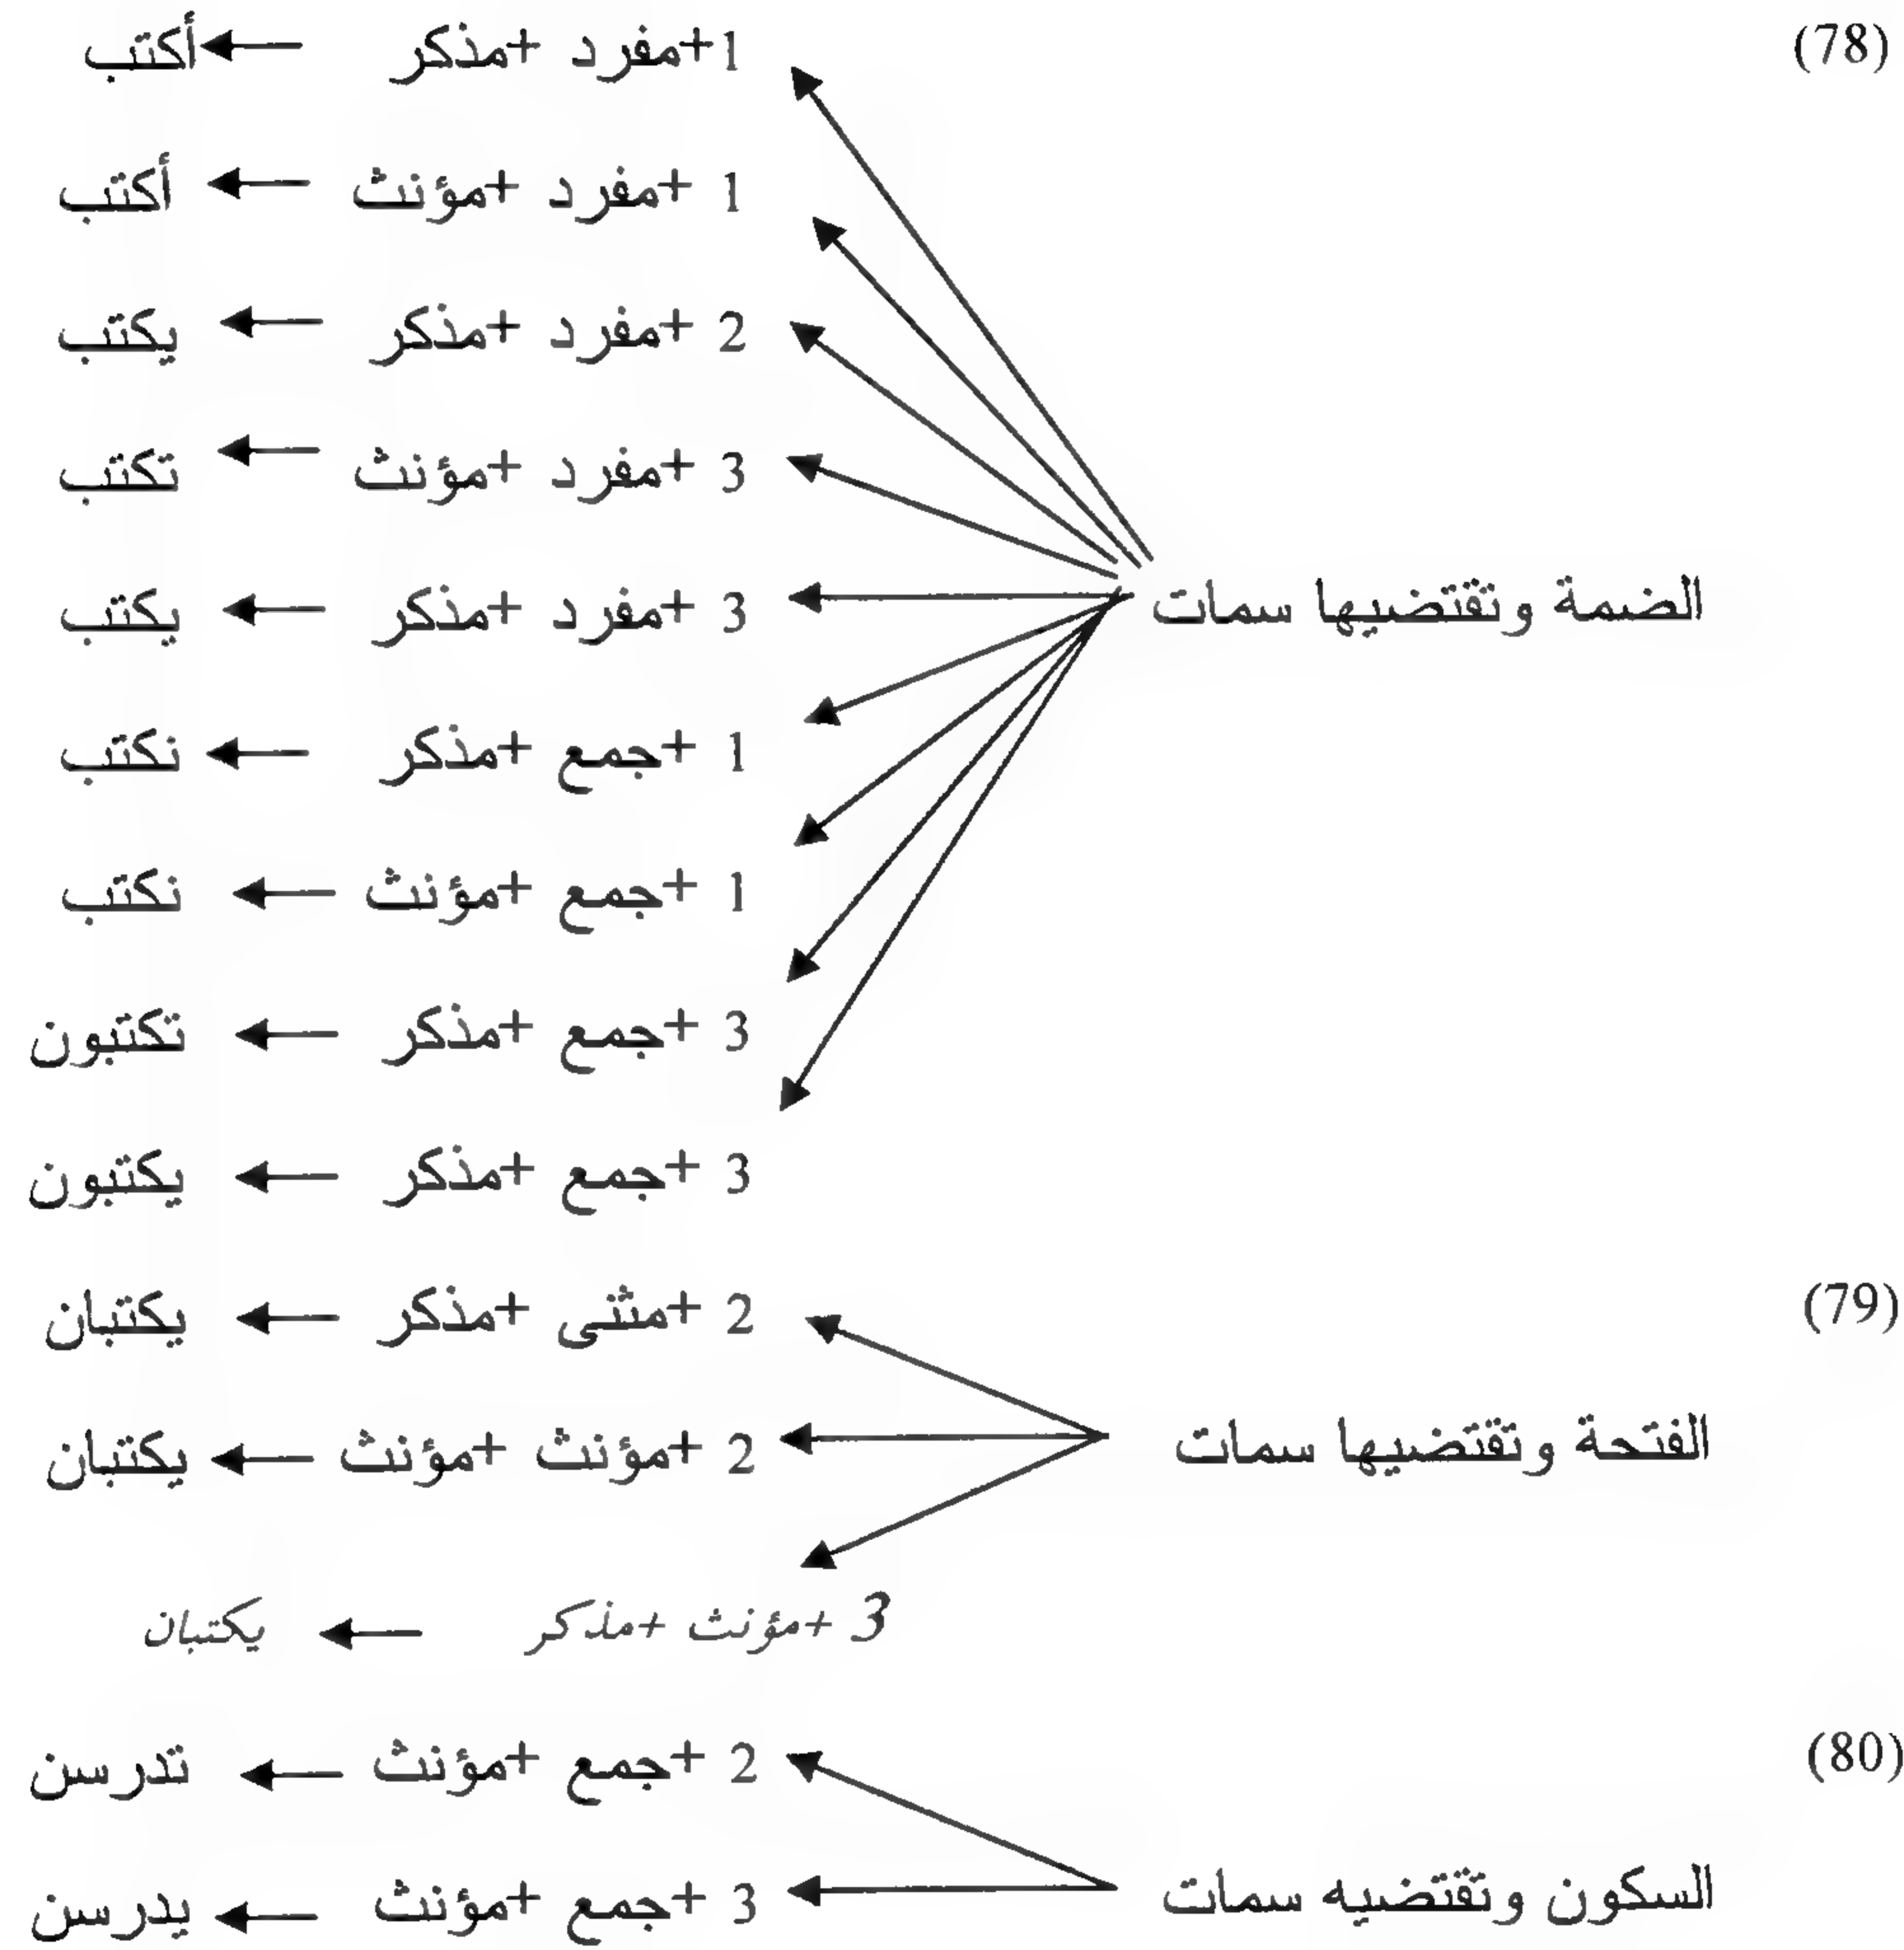 (78) 1+مفرد +مذكر ← أكتب
1 +مفرد +مؤنث ← أكتب
2 +مفرد +مذكر ← يكتب
3 +مفرد +مؤنث ← تكتب
الضمة وتقتضيها سمات 3 +مفرد +مذكر ← يكتب
1 +جمع +مذكر ← نكتب
1 +جمع +مؤنث ← نكتب
3 +جمع +مذكر ← تكتبون
3 +جمع +مذكر ← يكتبون
(79) 2 +مثنى +مذكر ← يكتبان
الفتحة وتقتضيها سمات 2 +مؤنث +مؤنث ← يكتبان
3 +مؤنث +مذكر ← يكتبان
(80) 2 +جمع +مؤنث ← تدرسن
السكون وتقتضيه سمات 3 +جمع +مؤنث ← يدرسن